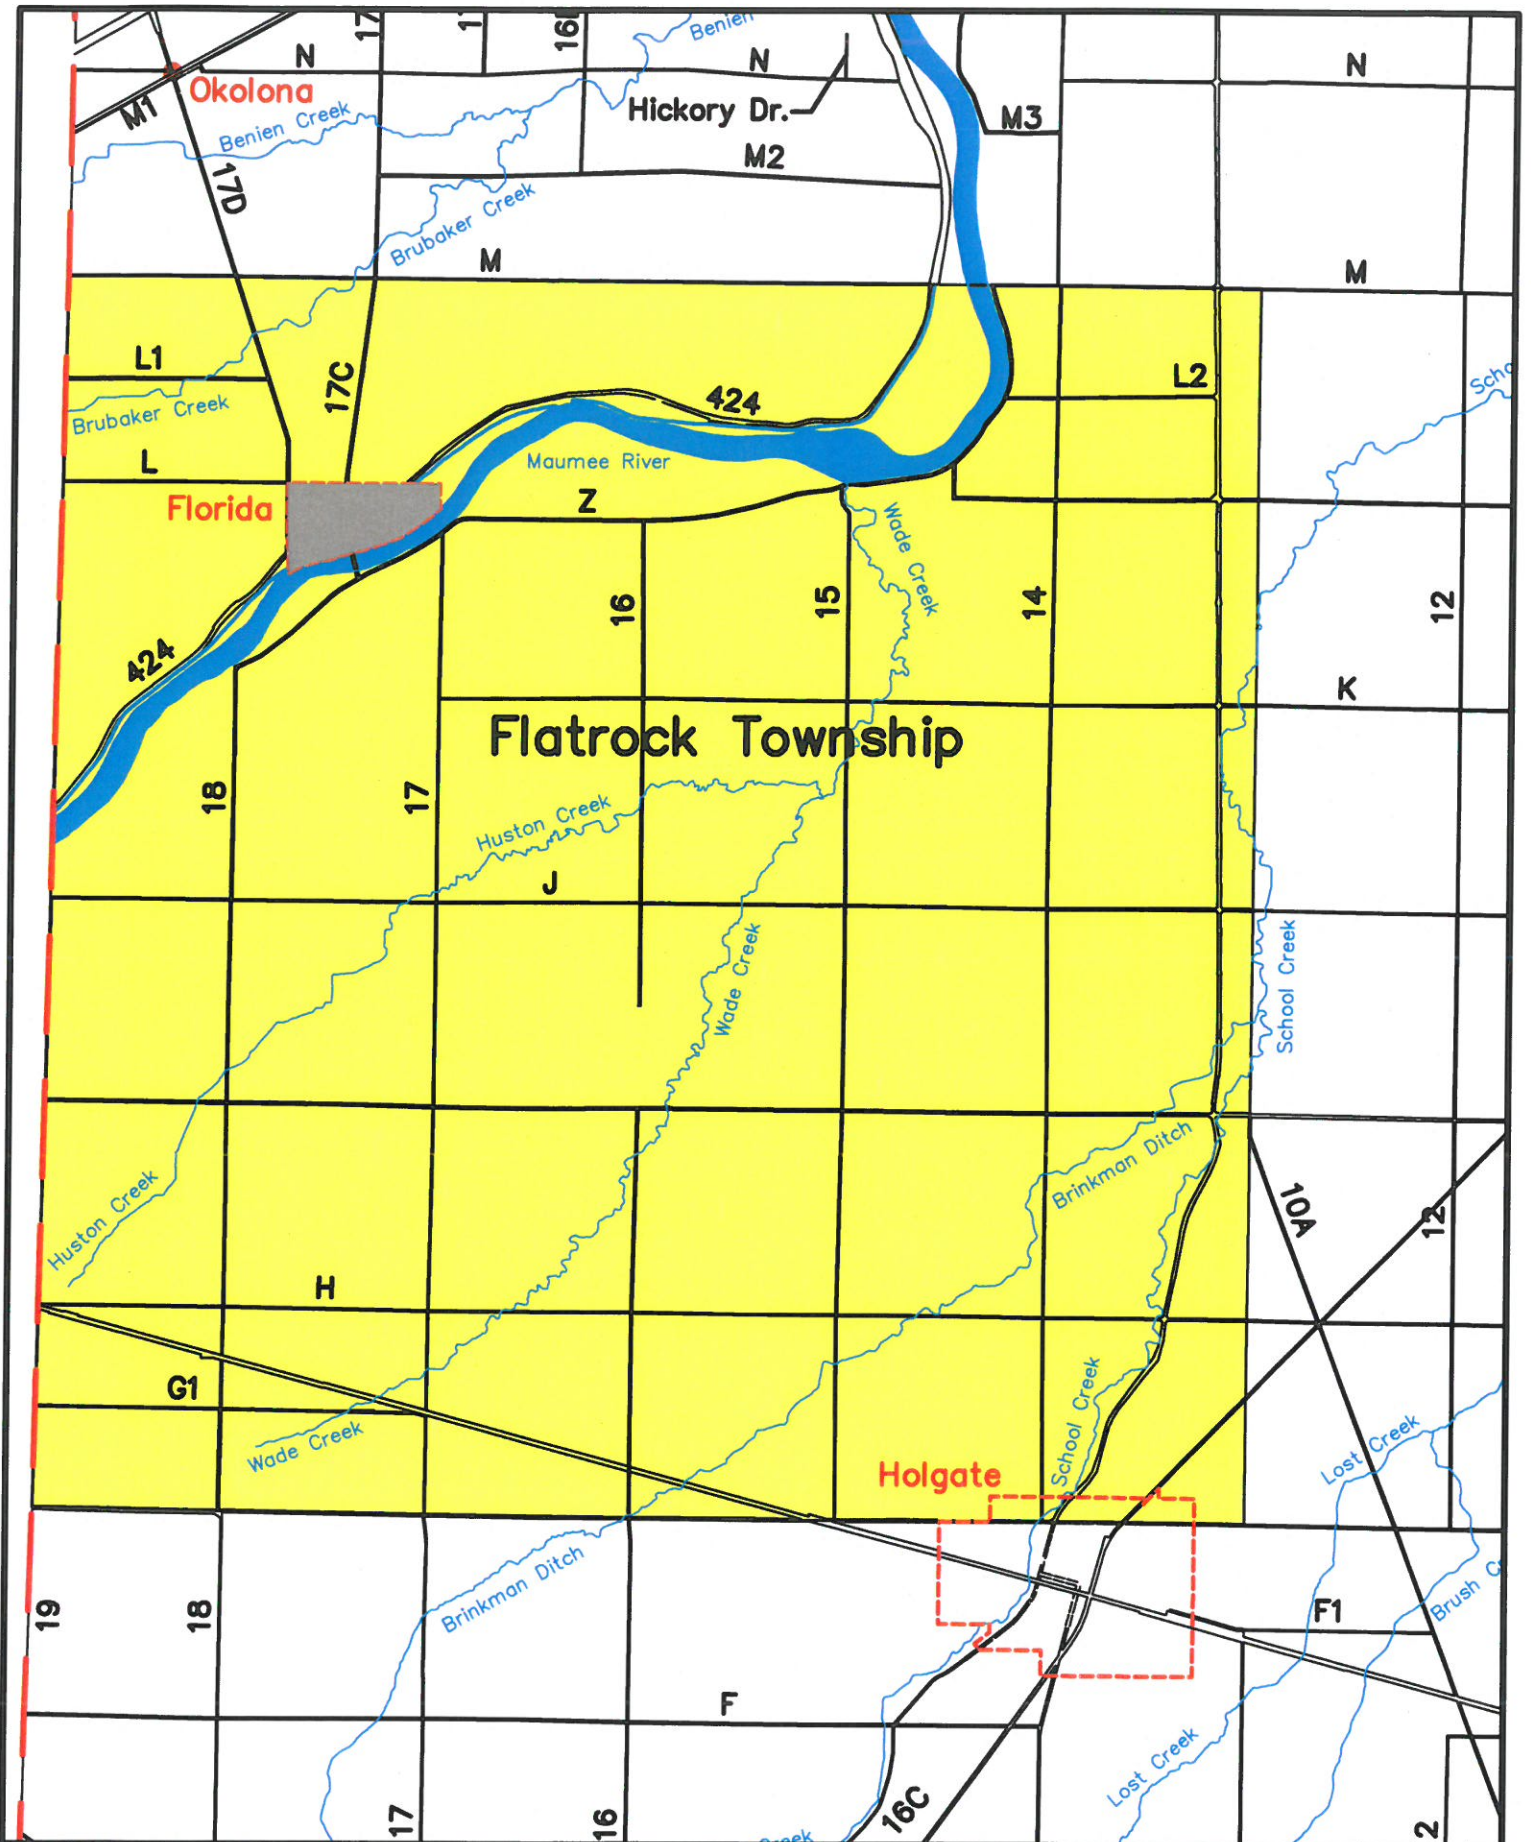 17
16
Benien
N
N
N
Okolona
M1
Hickory Dr.
M3
Benien Creek
M2
17D
Brubaker Creek
M
M
L1
17C
L2
Brubaker Creek
424
L
Maumee River
Z
Florida
Wade Creek
16
15
14
12
424
K
Flatrock Township
18
17
Huston Creek
J
Wade Creek
School Creek
Brinkman Ditch
Huston Creek
10A
12
H
G1
Wade Creek
School Creek
Lost Creek
Holgate
Brinkman Ditch
19
18
F1
Brush
F
Lost Creek
17
16
16C
2